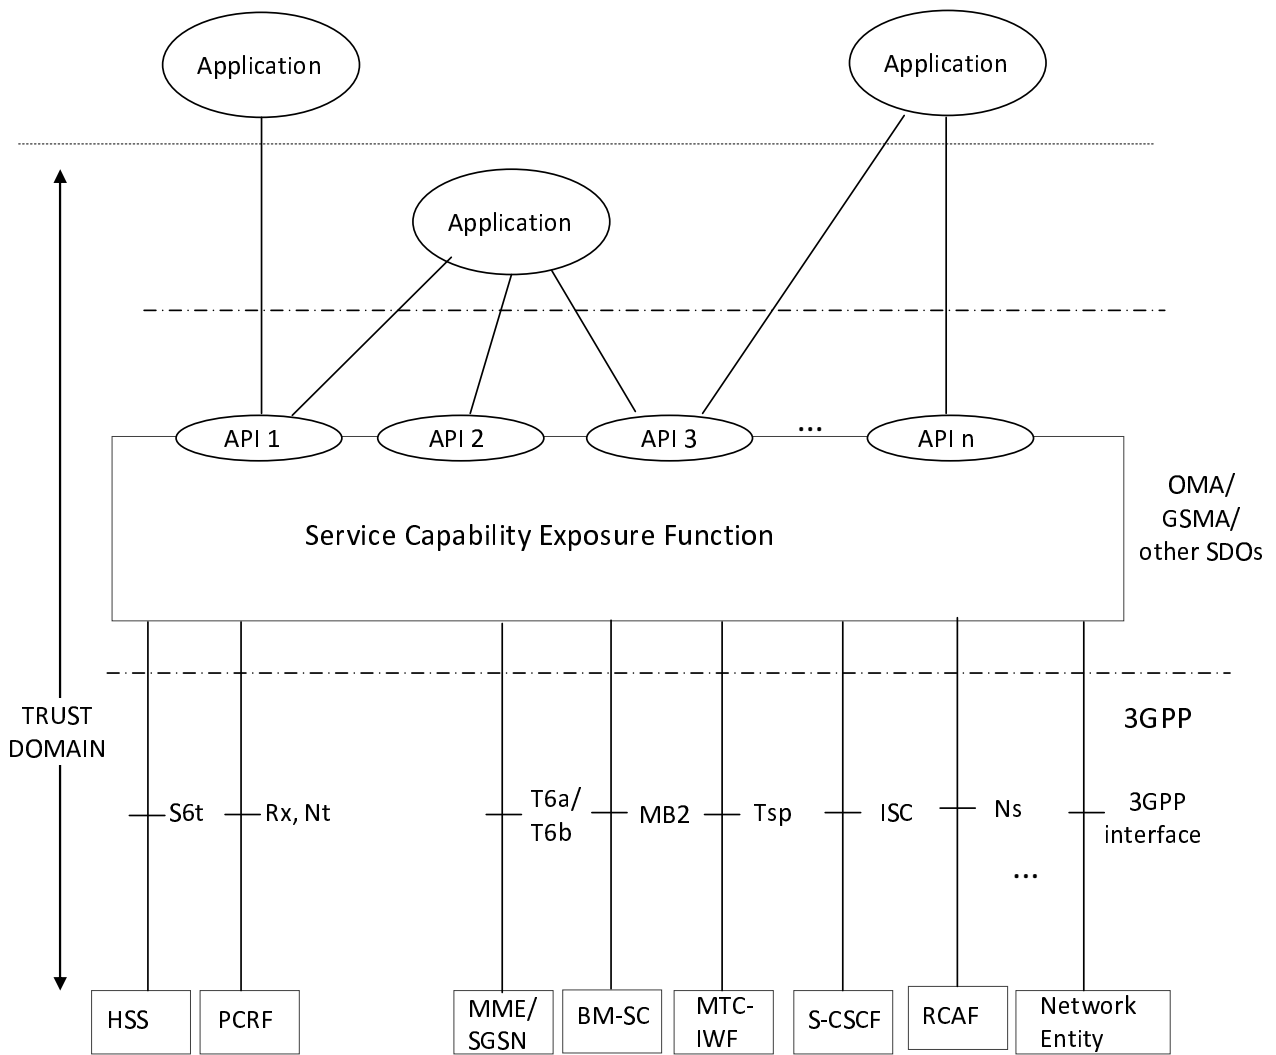 Application
Application
Application
API 1
API 2
API 3
...
API n
Service Capability Exposure Function
OMA/
GSMA/
other SDOs
TRUST
DOMAIN
3GPP
S6t
Rx, Nt
T6a/
T6b
MB2
Tsp
ISC
Ns
3GPP
interface
...
HSS
PCRF
MME/
SGSN
BM-SC
MTC-
IWF
S-CSCF
RCAF
Network
Entity